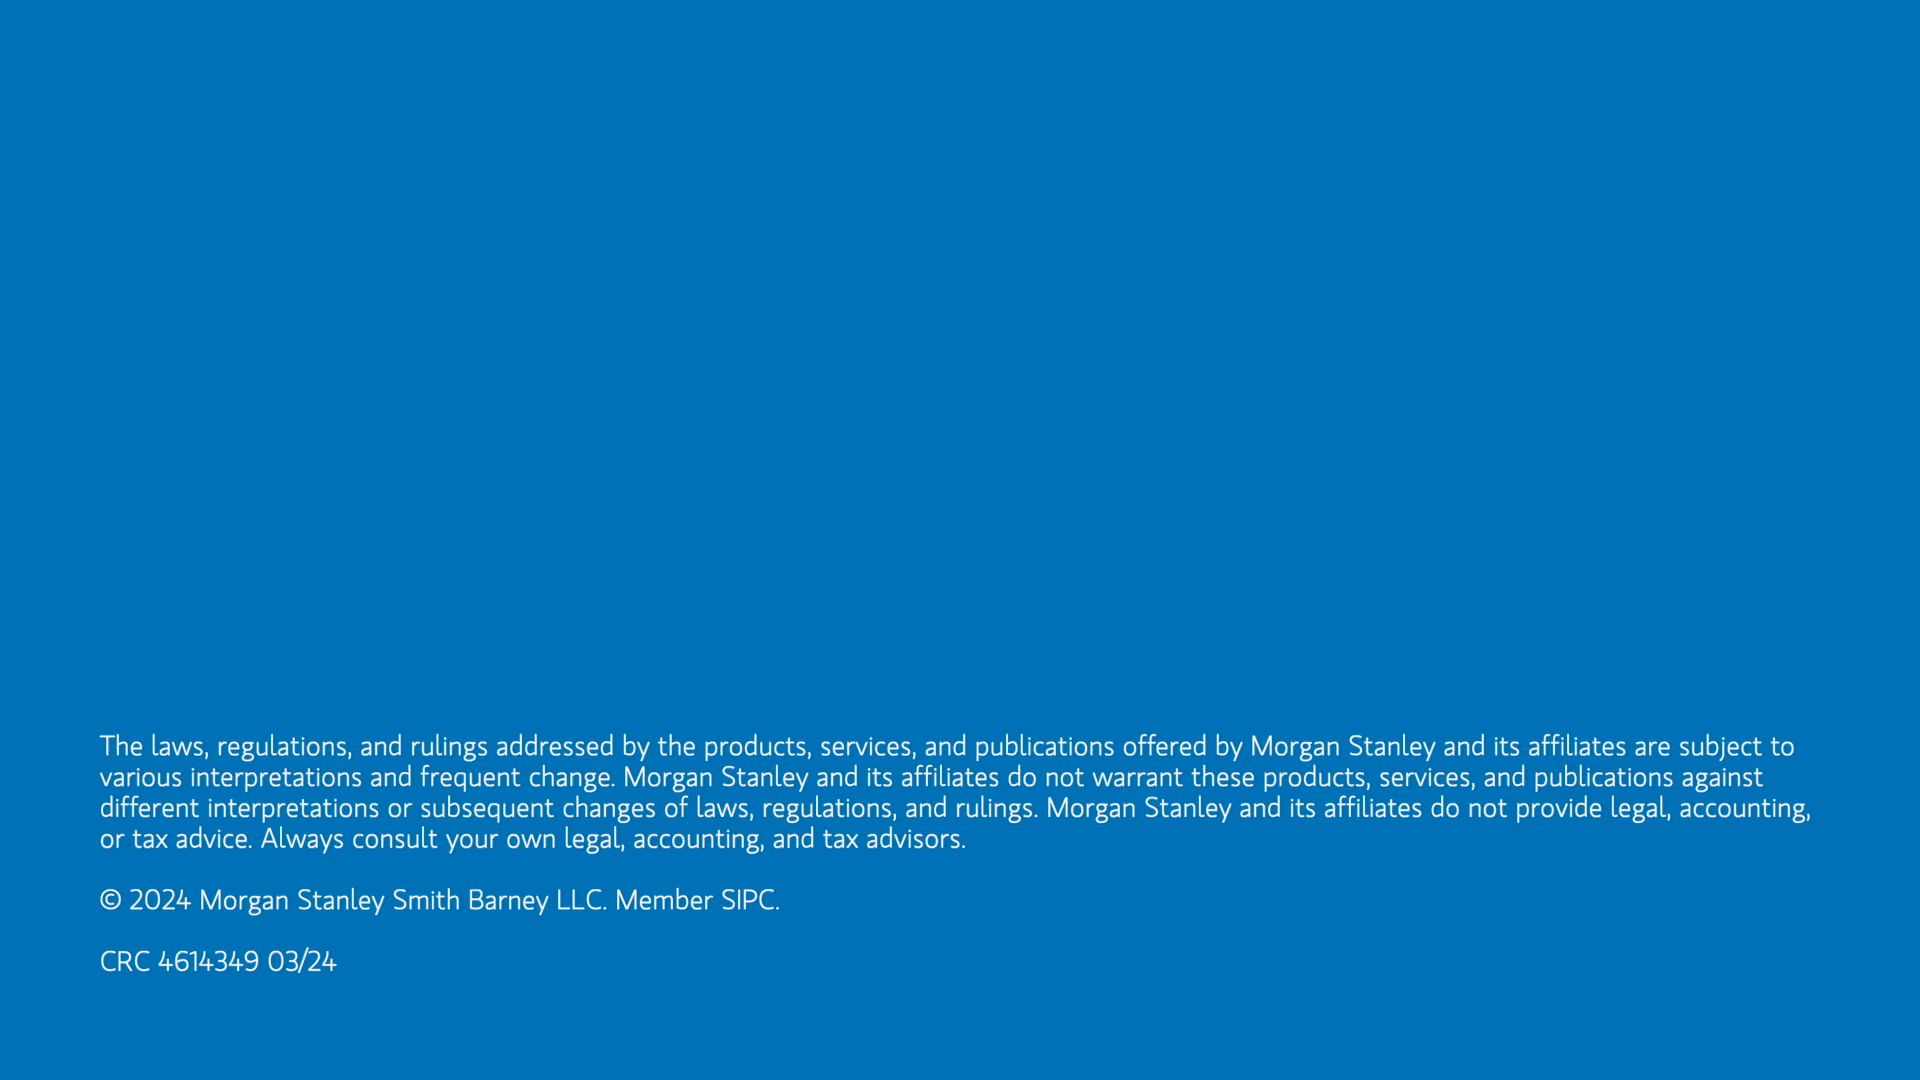 The laws, regulations, and rulings addressed by the products, services, and publications offered by Morgan Stanley and its affiliates are subject to
various interpretations and frequent change. Morgan Stanley and its affiliates do not warrant these products, services, and publications against
different interpretations or subsequent changes of laws, regulations, and rulings. Morgan Stanley and its affiliates do not provide legal, accounting,
or tax advice. Always consult your own legal, accounting, and tax advisors.
© 2024 Morgan Stanley Smith Barney LLC. Member SIPC.
CRC 4614349 03/24